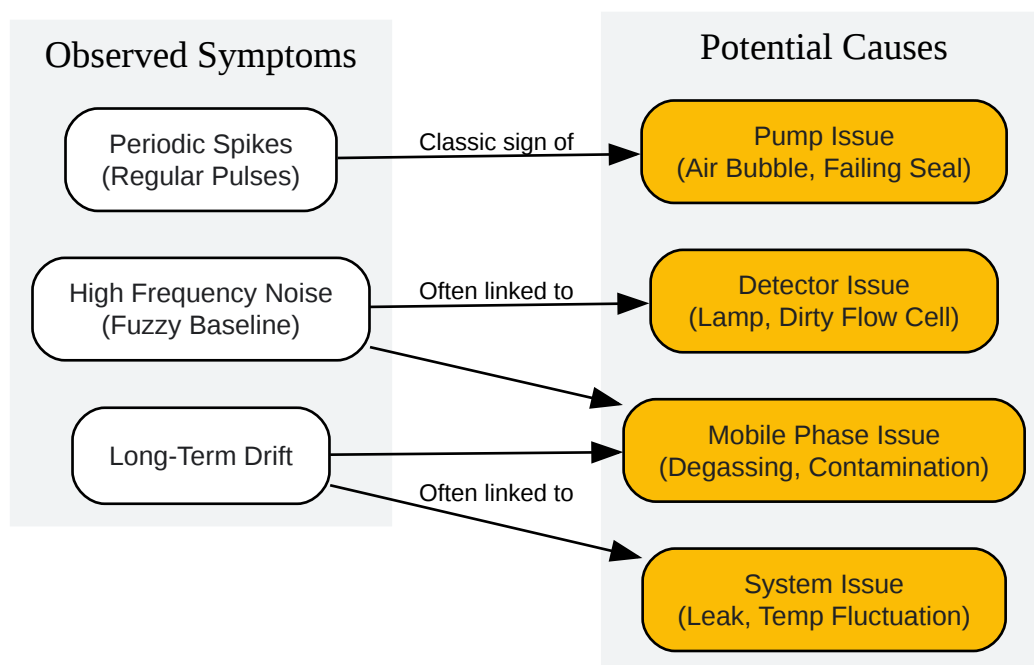 Observed Symptoms
Periodic Spikes
(Regular Pulses)
High Frequency Noise
(Fuzzy Baseline)
Long-Term Drift
Classic sign of
Often linked to
Often linked to
Potential Causes
Pump Issue
(Air Bubble, Failing Seal)
Detector Issue
(Lamp, Dirty Flow Cell)
Mobile Phase Issue
(Degassing, Contamination)
System Issue
(Leak, Temp Fluctuation)